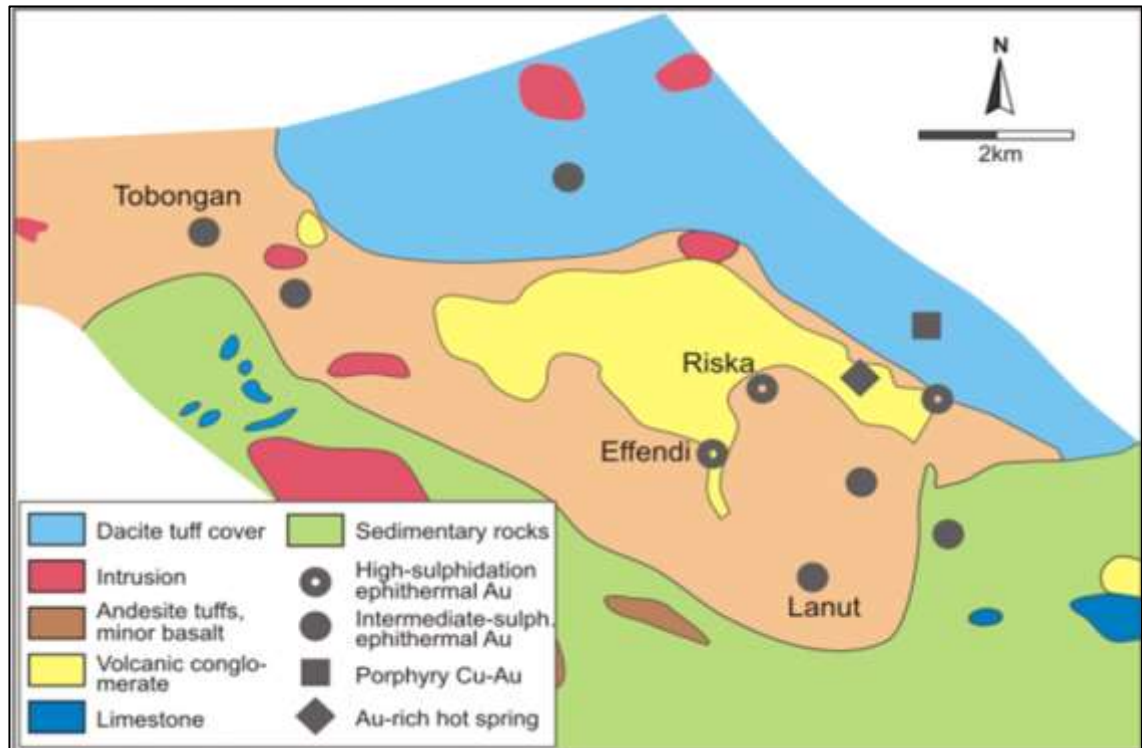 N
2km
Tobongan
Riska
Effendi
Lanut
Dacite tuff cover
Intrusion
Andesite tuffs,
minor basalt
Volcanic conglo-
merate
Limestone
Sedimentary rocks
High-sulphidation
ephithermal Au
Intermediate-sulph.
ephithermal Au
Porphyry Cu-Au
Au-rich hot spring